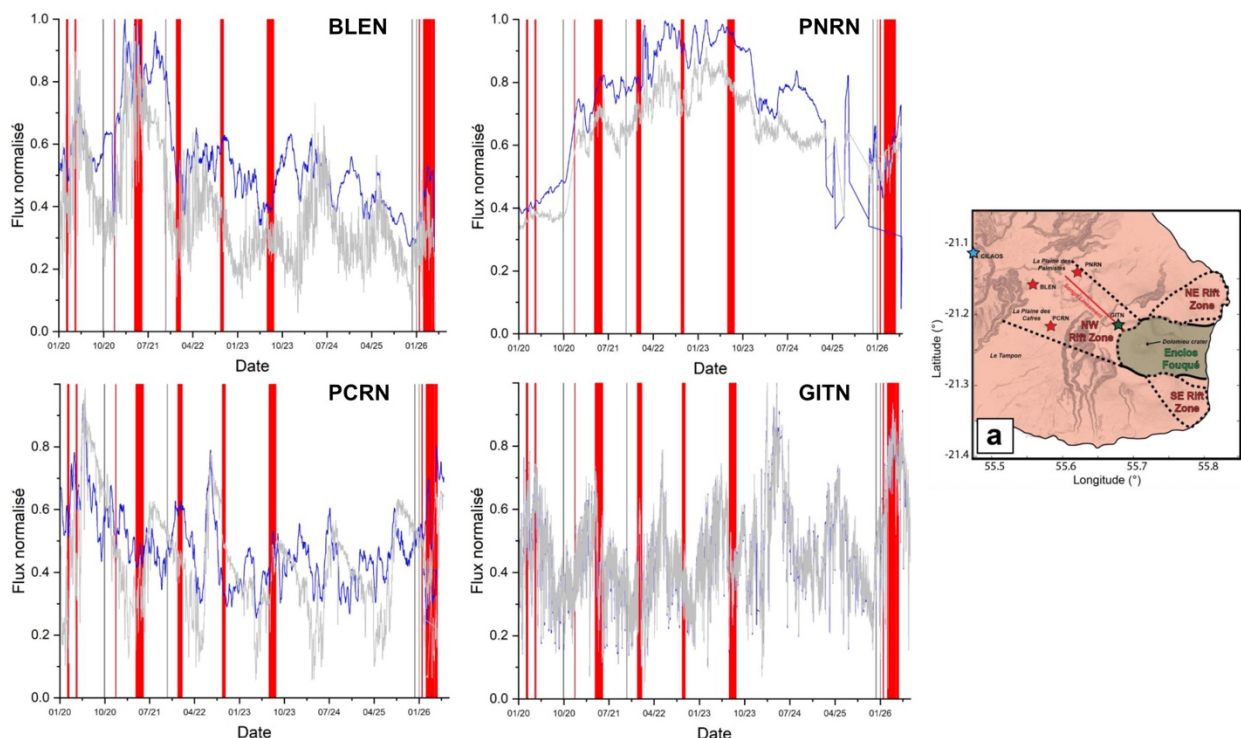 BLEN
Flux normalisé
1.0
0.8
0.6
0.4
0.2
0.0
01/20 10/20 07/21 04/22 01/23 10/23 07/24 04/25 01/26
Date
PNRN
Flux normalisé
1.0
0.8
0.6
0.4
0.2
0.0
01/20 10/20 07/21 04/22 01/23 10/23 07/24 04/25 01/26
Date
PCRN
Flux normalisé
0.8
0.6
0.4
0.2
0.0
01/20 10/20 07/21 04/22 01/23 10/23 07/24 04/25 01/26
Date
GITN
Flux normalisé
0.8
0.6
0.4
0.2
0.0
01/20 10/20 07/21 04/22 01/23 10/23 07/24 04/25 01/26
Date
Latitude (°)
-21.1
-21.2
-21.3
-21.4
GILAOS
La Plaine des
Palmistes
PNRN
BLEN
NE Rift
Zone
La Plaine des
Cafres
PCRN
GITN
NW
Rift Zone
Dolomieu crater
Enclos
Fouqué
Le Tampon
SE Rift
Zone
a
55.5 55.6 55.7 55.8
Longitude (°)